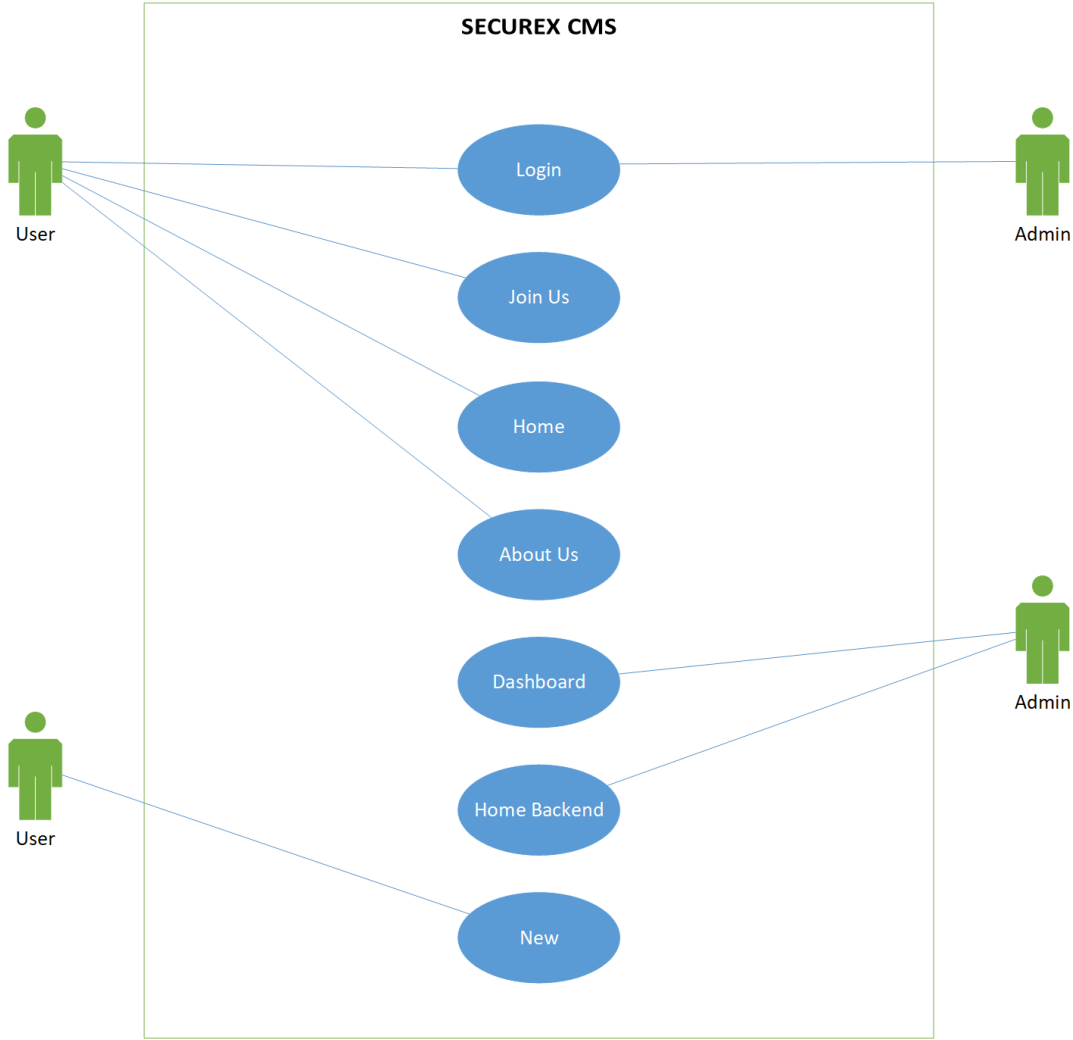 SECUREX CMS
Login
User
Admin
Join Us
Home
About Us
Dashboard
Admin
Home Backend
User
New